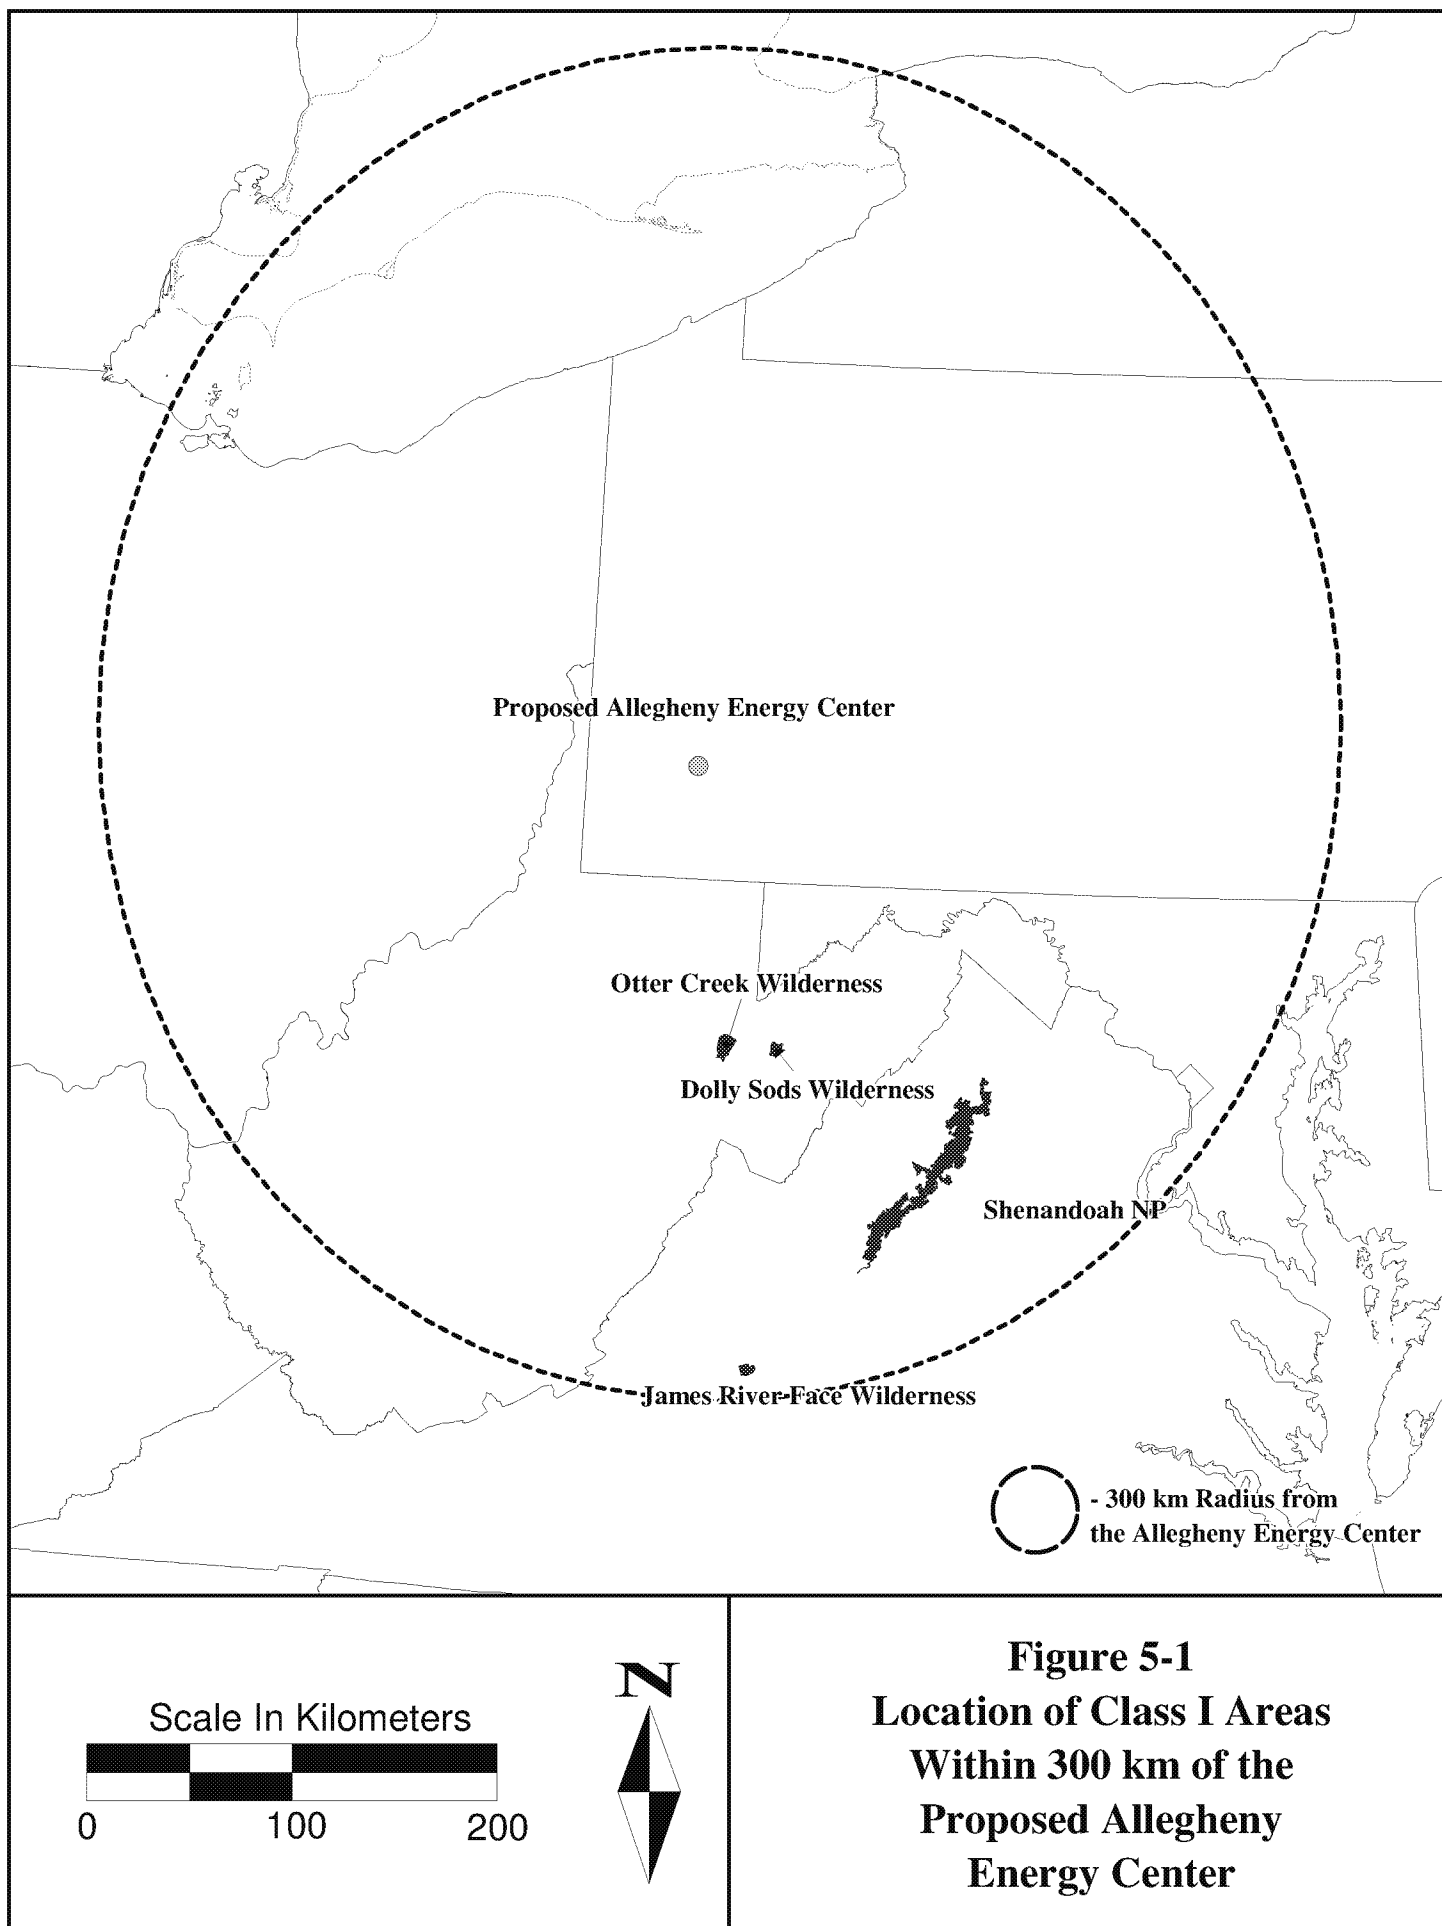 Proposed Allegheny Energy Center
Otter Creek Wilderness
Dolly Sods Wilderness
Shenandoah NP
James River Face Wilderness
- 300 km Radius from
the Allegheny Energy Center
Scale In Kilometers
0 100 200
N
Figure 5-1
Location of Class I Areas
Within 300 km of the
Proposed Allegheny
Energy Center